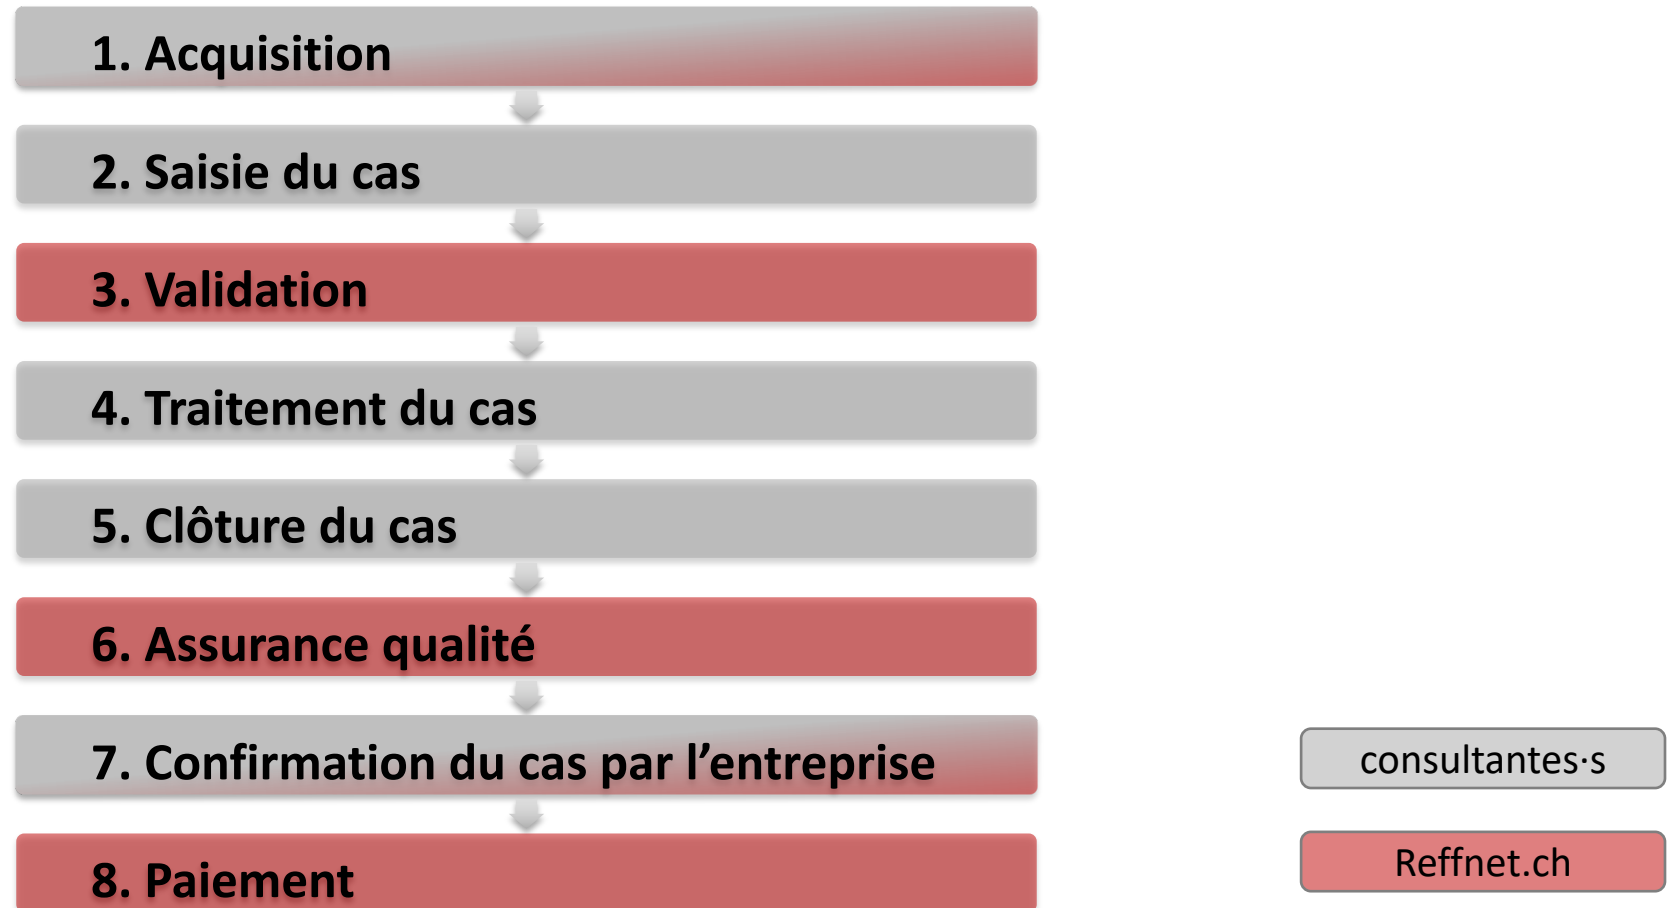 1. Acquisition
2. Saisie du cas
3. Validation
4. Traitement du cas
5. Clôture du cas
6. Assurance qualité
7. Confirmation du cas par l’entreprise
8. Paiement
consultantes·s
Reffnet.ch